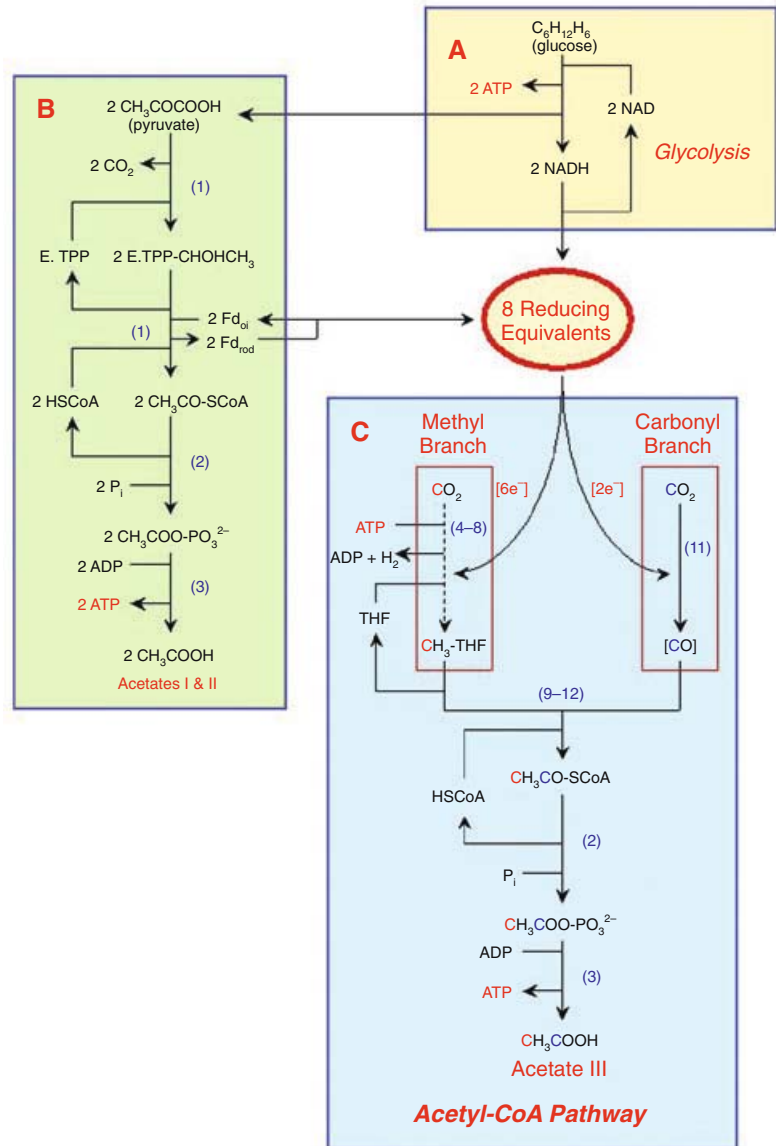 A
C₆H₁₂H₆
(glucose)
2 ATP
2 NAD
Glycolysis
2 NADH
B
2 CH₃COCOOH
(pyruvate)
2 CO₂
(1)
E. TPP
2 E.TPP-CHOHCH₃
(1)
2 Fdₒᵢ
2 Fd_rod
2 HSCoA
2 CH₃CO-SCoA
(2)
2 Pᵢ
2 CH₃COO-PO₃²⁻
2 ADP
(3)
2 ATP
2 CH₃COOH
Acetates I & II
8 Reducing
Equivalents
C
Methyl
Branch
Carbonyl
Branch
CO₂
[6e⁻]
[2e⁻]
CO₂
ATP
(4–8)
(11)
ADP + H₂
THF
CH₃-THF
[CO]
(9–12)
CH₃CO-SCoA
HSCoA
(2)
Pᵢ
CH₃COO-PO₃²⁻
ADP
(3)
ATP
CH₃COOH
Acetate III
Acetyl-CoA Pathway